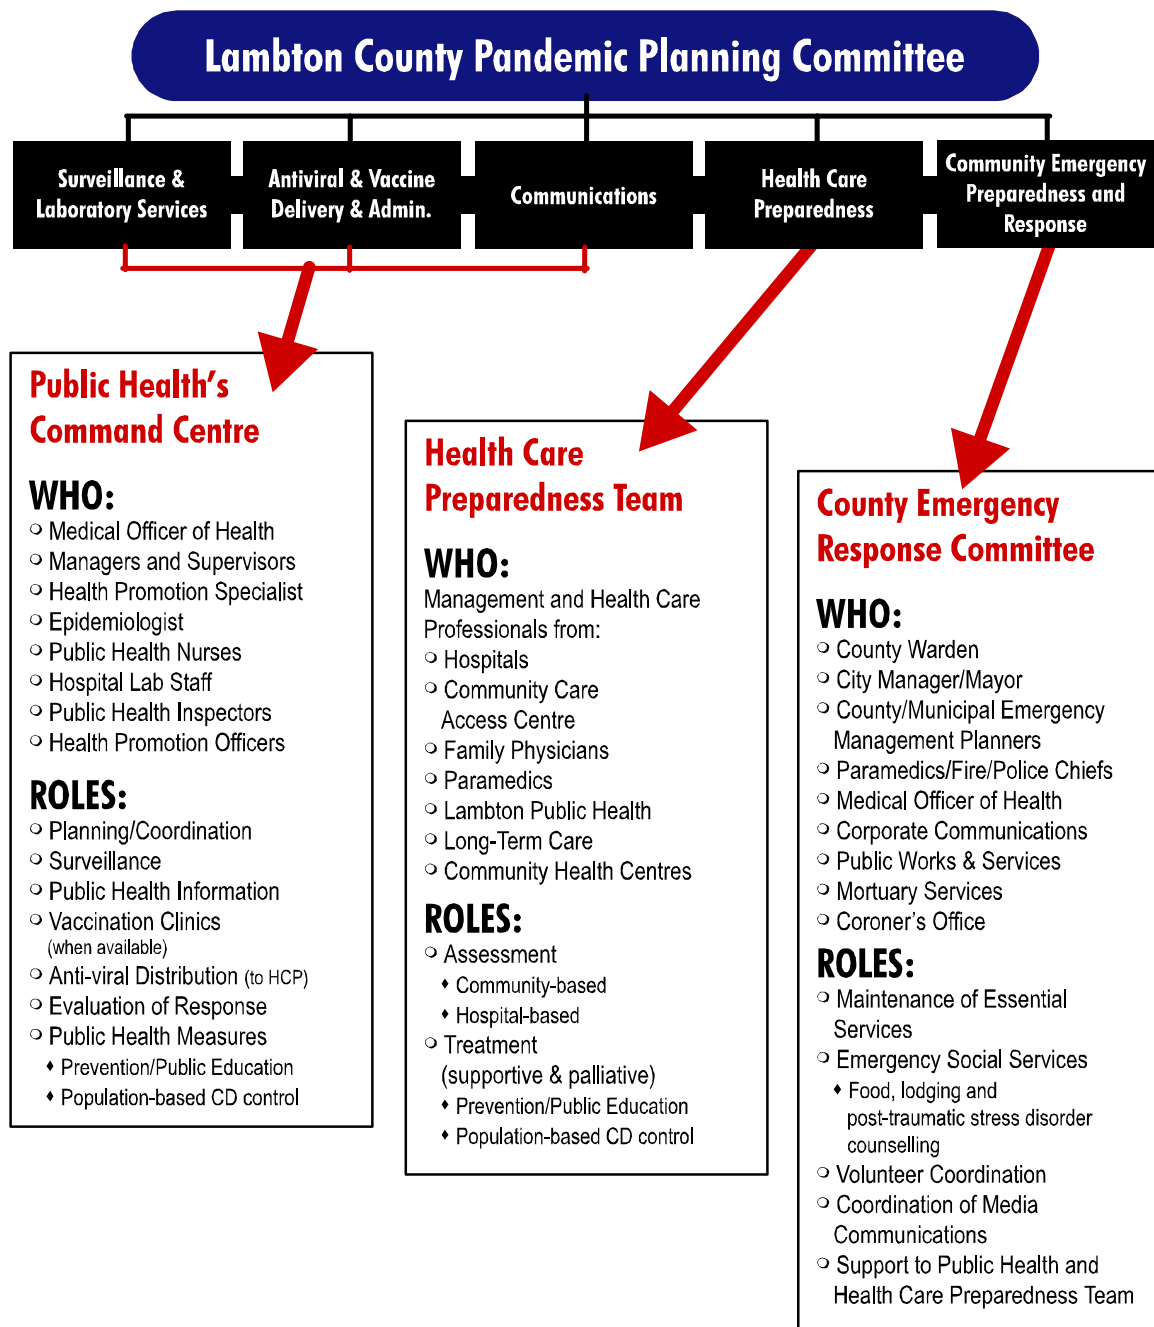 Lambton County Pandemic Planning Committee
Surveillance &
Laboratory Services
Antiviral & Vaccine
Delivery & Admin.
Communications
Health Care
Preparedness
Community Emergency
Preparedness and
Response
Public Health's
Command Centre
WHO:
❍ Medical Officer of Health
❍ Managers and Supervisors
❍ Health Promotion Specialist
❍ Epidemiologist
❍ Public Health Nurses
❍ Hospital Lab Staff
❍ Public Health Inspectors
❍ Health Promotion Officers
ROLES:
❍ Planning/Coordination
❍ Surveillance
❍ Public Health Information
❍ Vaccination Clinics
(when available)
❍ Anti-viral Distribution (to HCP)
❍ Evaluation of Response
❍ Public Health Measures
♦ Prevention/Public Education
♦ Population-based CD control
Health Care
Preparedness Team
WHO:
Management and Health Care
Professionals from:
❍ Hospitals
❍ Community Care
Access Centre
❍ Family Physicians
❍ Paramedics
❍ Lambton Public Health
❍ Long-Term Care
❍ Community Health Centres
ROLES:
❍ Assessment
♦ Community-based
♦ Hospital-based
❍ Treatment
(supportive & palliative)
♦ Prevention/Public Education
♦ Population-based CD control
County Emergency
Response Committee
WHO:
❍ County Warden
❍ City Manager/Mayor
❍ County/Municipal Emergency
Management Planners
❍ Paramedics/Fire/Police Chiefs
❍ Medical Officer of Health
❍ Corporate Communications
❍ Public Works & Services
❍ Mortuary Services
❍ Coroner's Office
ROLES:
❍ Maintenance of Essential
Services
❍ Emergency Social Services
♦ Food, lodging and
post-traumatic stress disorder
counselling
❍ Volunteer Coordination
❍ Coordination of Media
Communications
❍ Support to Public Health and
Health Care Preparedness Team